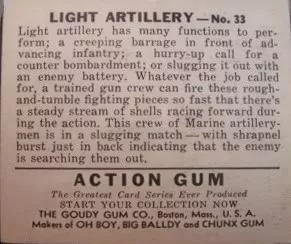 LIGHT ARTILLERY—No. 33
Light artillery has many functions to per-
form; a creeping barrage in front of ad-
vancing infantry; a hurry-up call for a
counter bombardment; or slugging it out with
an enemy battery. Whatever the job called
for, a trained gun crew can fire these rough-
and-tumble fighting pieces so fast that there's
a steady stream of shells racing forward dur-
ing the action. This crew of Marine artillery-
men is in a slugging match—with shrapnel
burst just in back indicating that the enemy
is searching them out.
ACTION GUM
The Greatest Card Series Ever Produced
START YOUR COLLECTION NOW
THE GOUDY GUM CO., Boston, Mass., U. S. A.
Makers of OH BOY, BIG BALLDY and CHUNX GUM